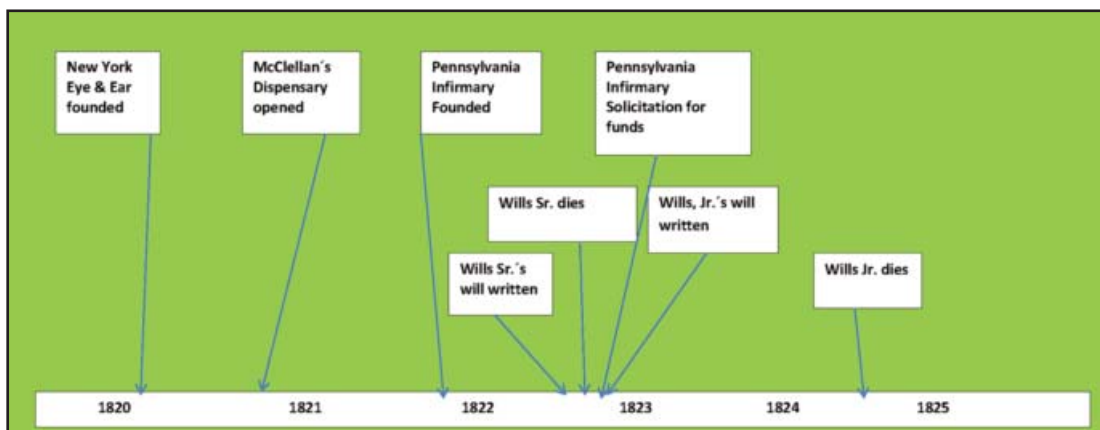 New York
Eye & Ear
founded
McClellan´s
Dispensary
opened
Pennsylvania
Infirmary
Founded
Pennsylvania
Infirmary
Solicitation for
funds
Wills Sr. dies
Wills, Jr.´s will
written
Wills Sr.´s
will written
Wills Jr. dies
1820 1821 1822 1823 1824 1825